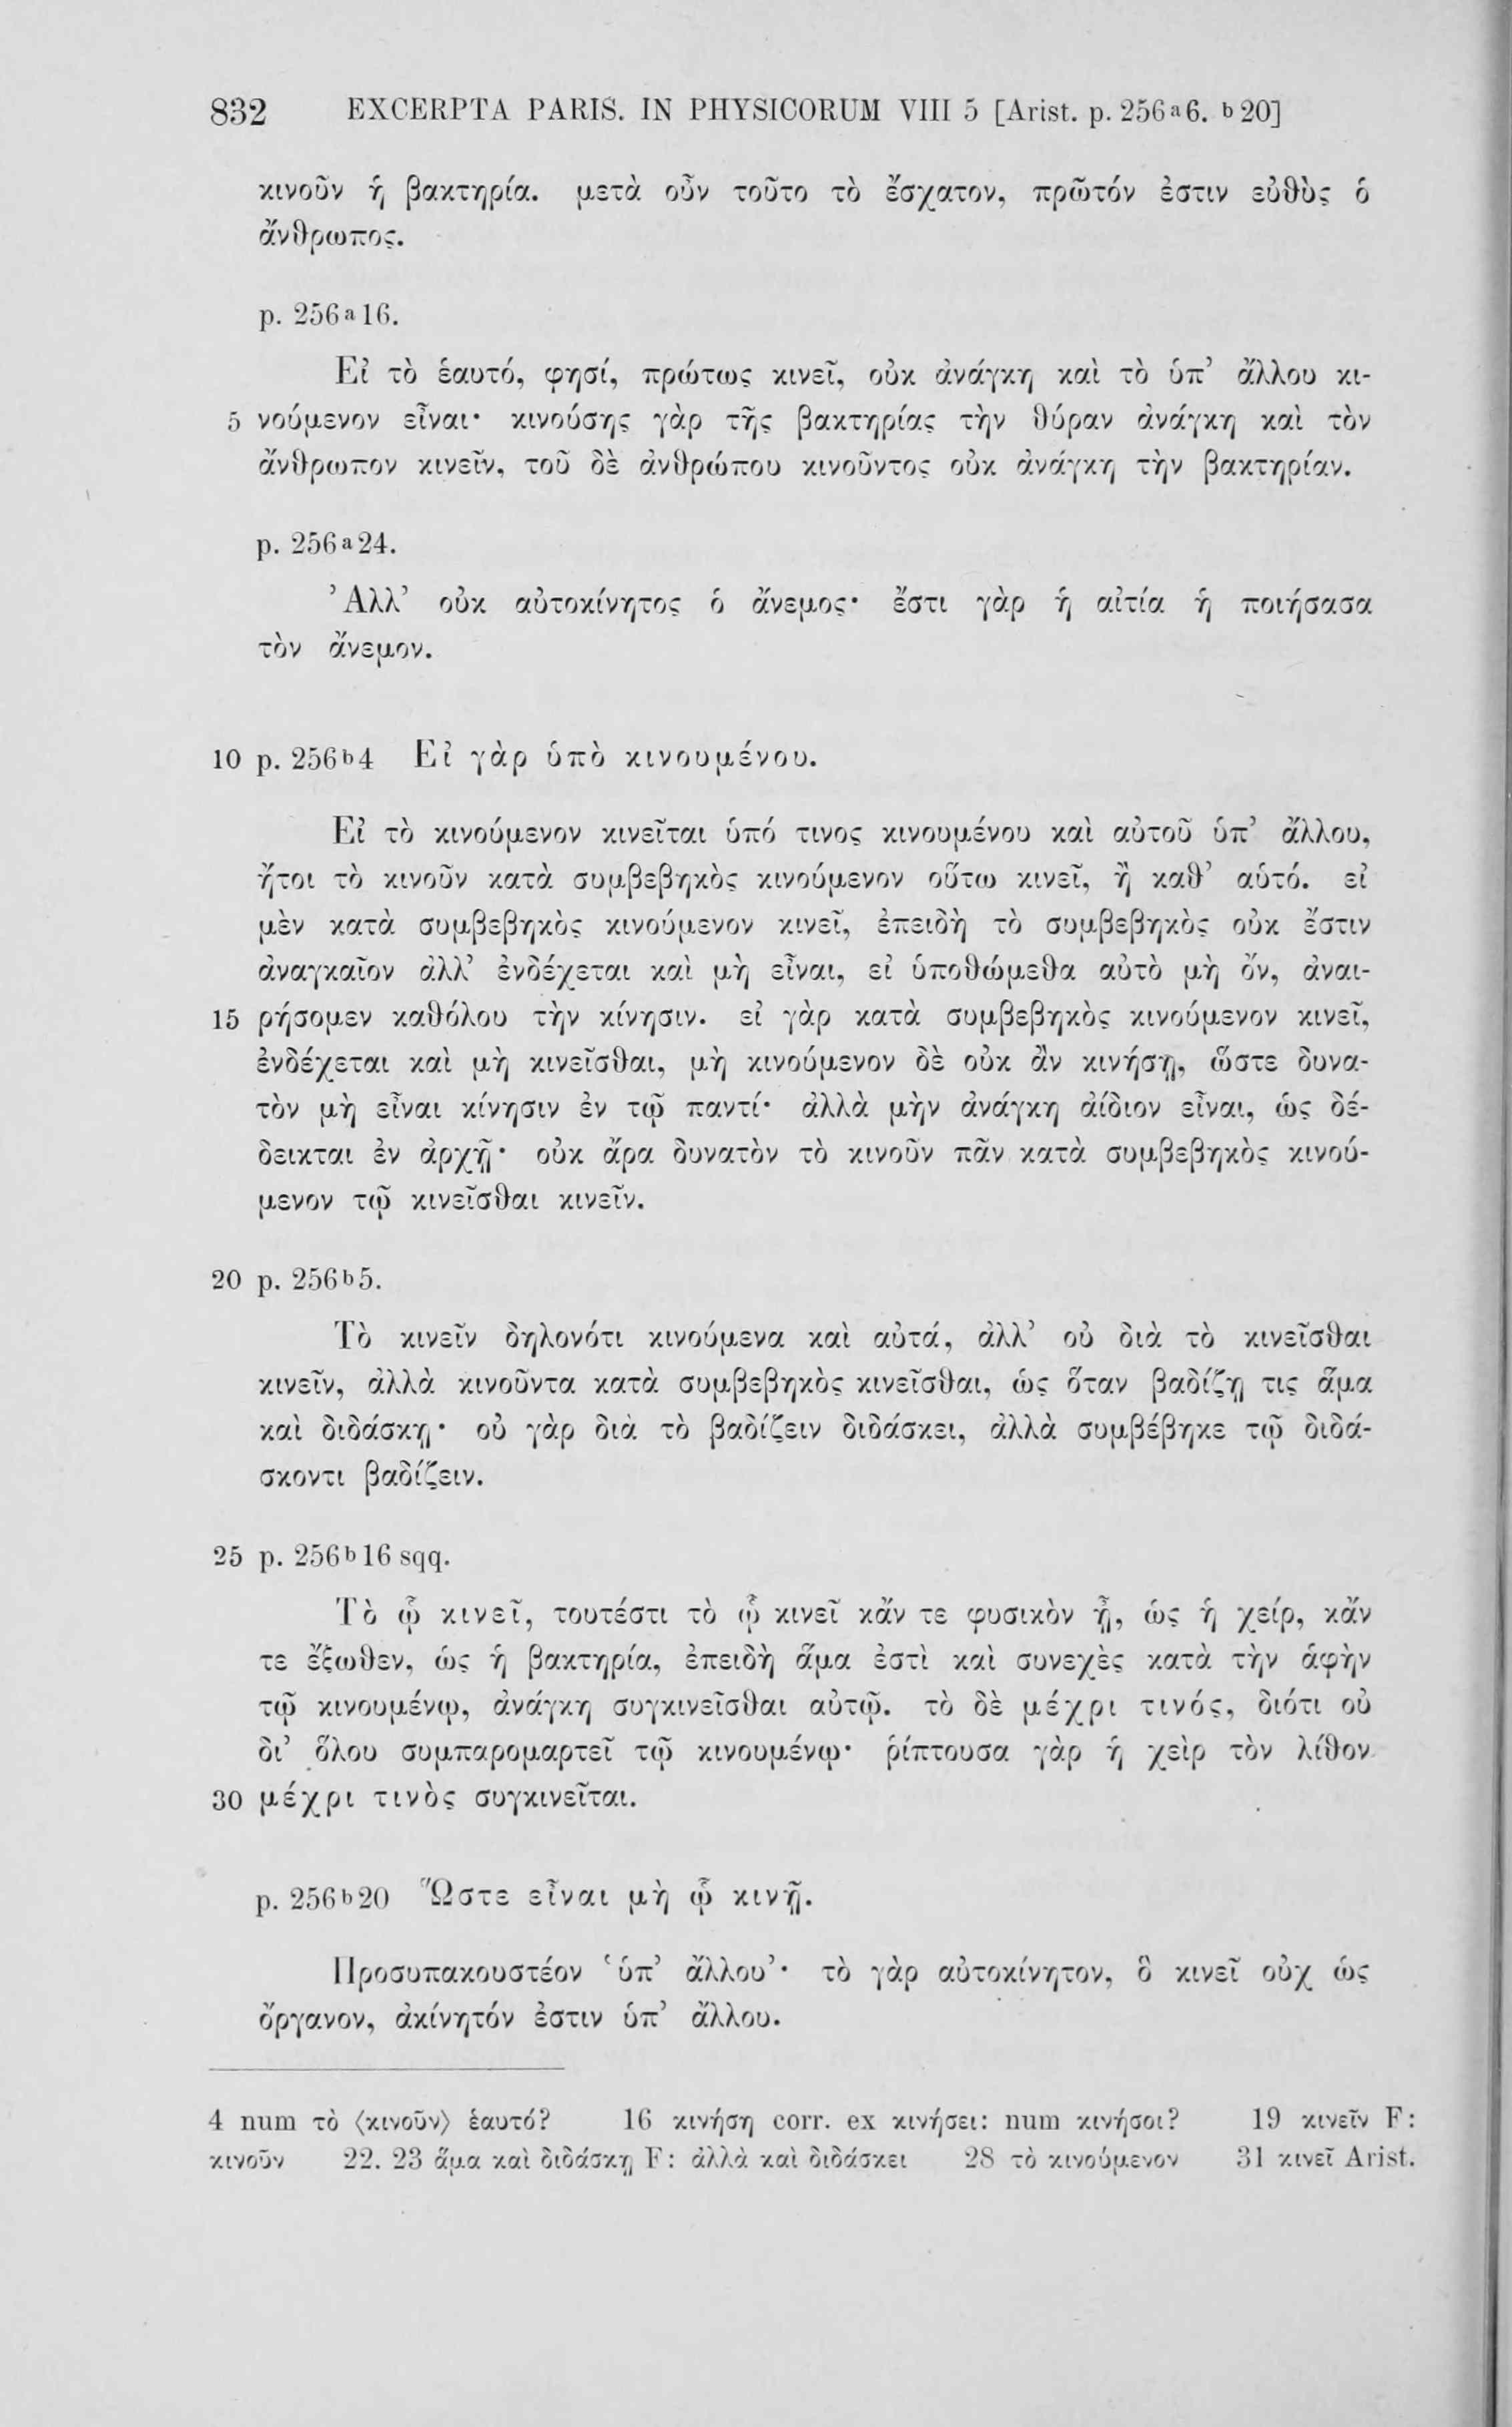 832 EXCERPTA PARIS. IN PHYSICORUM VIII 5 [Arist. p. 256a6. b20]
κινοῦν ἡ βακτηρία. μετὰ οὖν τοῦτο τὸ ἔσχατον, πρῶτόν ἐστιν εὐθὺς ὁ
ἄνθρωπος.
p. 256a16.
Εἰ τὸ ἑαυτό, φησί, πρώτως κινεῖ, οὐκ ἀνάγκη καὶ τὸ ὑπ’ ἄλλου κι-
5 νούμενον εἶναι· κινούσης γὰρ τῆς βακτηρίας τὴν θύραν ἀνάγκη καὶ τὸν
ἄνθρωπον κινεῖν, τοῦ δὲ ἀνθρώπου κινοῦντος οὐκ ἀνάγκη τὴν βακτηρίαν.
p. 256a24.
Ἀλλ’ οὐκ αὐτοκίνητος ὁ ἄνεμος· ἔστι γὰρ ἡ αἰτία ἡ ποιήσασα
τὸν ἄνεμον.
10 p. 256b4 Εἰ γὰρ ὑπὸ κινουμένου.
Εἰ τὸ κινούμενον κινεῖται ὑπό τινος κινουμένου καὶ αὐτοῦ ὑπ’ ἄλλου,
ἤτοι τὸ κινοῦν κατὰ συμβεβηκὸς κινούμενον οὕτω κινεῖ, ἢ καθ’ αὑτό. εἰ
μὲν κατὰ συμβεβηκὸς κινούμενον κινεῖ, ἐπειδὴ τὸ συμβεβηκὸς οὐκ ἔστιν
ἀναγκαῖον ἀλλ’ ἐνδέχεται καὶ μὴ εἶναι, εἰ ὑποθώμεθα αὐτὸ μὴ ὄν, ἀναι-
15 ρήσομεν καθόλου τὴν κίνησιν. εἰ γὰρ κατὰ συμβεβηκὸς κινούμενον κινεῖ,
ἐνδέχεται καὶ μὴ κινεῖσθαι, μὴ κινούμενον δὲ οὐκ ἂν κινήσῃ, ὥστε δυνα-
τὸν μὴ εἶναι κίνησιν ἐν τῷ παντί· ἀλλὰ μὴν ἀνάγκη ἀίδιον εἶναι, ὡς δέ-
δεικται ἐν ἀρχῇ· οὐκ ἄρα δυνατὸν τὸ κινοῦν πᾶν κατὰ συμβεβηκὸς κινού-
μενον τῷ κινεῖσθαι κινεῖν.
20 p. 256b5.
Τὸ κινεῖν δηλονότι κινούμενα καὶ αὐτά, ἀλλ’ οὐ διὰ τὸ κινεῖσθαι
κινεῖν, ἀλλὰ κινοῦντα κατὰ συμβεβηκὸς κινεῖσθαι, ὡς ὅταν βαδίζῃ τις ἅμα
καὶ διδάσκῃ· οὐ γὰρ διὰ τὸ βαδίζειν διδάσκει, ἀλλὰ συμβέβηκε τῷ διδά-
σκοντι βαδίζειν.
25 p. 256b16 sqq.
Τὸ ᾧ κινεῖ, τουτέστι τὸ ᾧ κινεῖ κἄν τε φυσικὸν ᾖ, ὡς ἡ χείρ, κἄν
τε ἔξωθεν, ὡς ἡ βακτηρία, ἐπειδὴ ἅμα ἐστὶ καὶ συνεχὲς κατὰ τὴν ἁφὴν
τῷ κινουμένῳ, ἀνάγκη συγκινεῖσθαι αὐτῷ. τὸ δὲ μέχρι τινός, διότι οὐ
δι’ ὅλου συμπαρομαρτεῖ τῷ κινουμένῳ· ῥίπτουσα γὰρ ἡ χεὶρ τὸν λίθον
30 μέχρι τινὸς συγκινεῖται.
p. 256b20 Ὥστε εἶναι μὴ ᾧ κινῇ.
Προσυπακουστέον ‘ὑπ’ ἄλλου’· τὸ γὰρ αὐτοκίνητον, ὃ κινεῖ οὐχ ὡς
ὄργανον, ἀκίνητόν ἐστιν ὑπ’ ἄλλου.
4 num τὸ ⟨κινοῦν⟩ ἑαυτό? 16 κινήσῃ corr. ex κινήσει: num κινήσοι? 19 κινεῖν F:
κινοῦν 22. 23 ἅμα καὶ διδάσκῃ F: ἀλλὰ καὶ διδάσκει 28 τὸ κινούμενον 31 κινεῖ Arist.